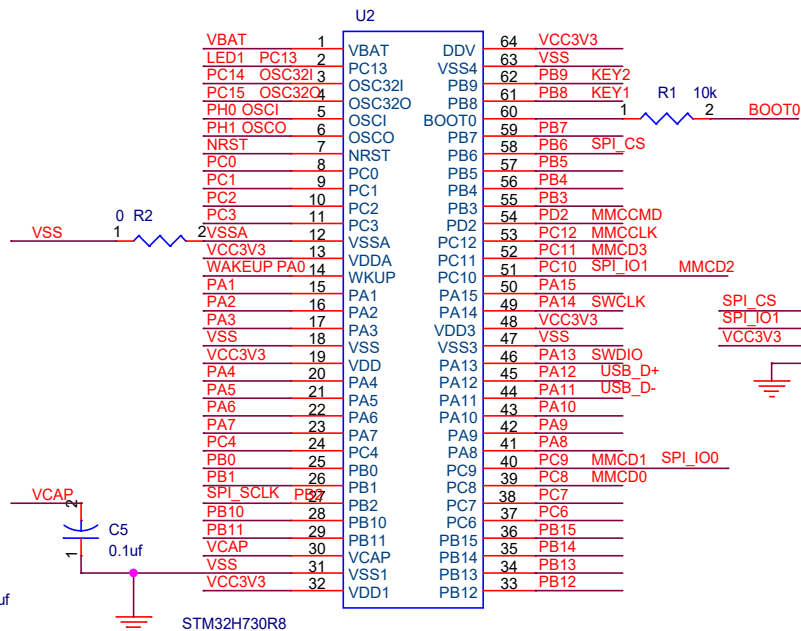 U2
VBAT 1 VBAT DDV 64 VCC3V3
LED1 PC13 2 PC13 VSS4 63 VSS
PC14 OSC32I 3 OSC32I PB9 62 PB9 KEY2
PC15 OSC32O 4 OSC32O PB8 61 PB8 KEY1
R1 10k
PH0 OSCI 5 OSCI BOOT0 60 1 2 BOOT0
PH1 OSCO 6 OSCO PB7 59 PB7
NRST 7 NRST PB6 58 PB6 SPI_CS
PC0 8 PC0 PB5 57 PB5
PC1 9 PC1 PB4 56 PB4
PC2 10 PC2 PB3 55 PB3
0 R2
PC3 11 PC3 PD2 54 PD2 MMCCMD
VSS 1 2 VSSA 12 VSSA PC12 53 PC12 MMCCLK
VCC3V3 13 VDDA PC11 52 PC11 MMCD3
WAKEUP PA0 14 WKUP PC10 51 PC10 SPI_IO1 MMCD2
PA1 15 PA1 PA15 50 PA15
PA2 16 PA2 PA14 49 PA14 SWCLK SPI_CS
PA3 17 PA3 VDD3 48 VCC3V3 SPI_IO1
VSS 18 VSS VSS3 47 VSS VCC3V3
VCC3V3 19 VDD PA13 46 PA13 SWDIO
PA4 20 PA4 PA12 45 PA12 USB_D+
PA5 21 PA5 PA11 44 PA11 USB_D-
PA6 22 PA6 PA10 43 PA10
PA7 23 PA7 PA9 42 PA9
PC4 24 PC4 PA8 41 PA8
PB0 25 PB0 PC9 40 PC9 MMCD1 SPI_IO0
PB1 26 PB1 PC8 39 PC8 MMCD0
VCAP 2 SPI_SCLK PB2 27 PB2 PC7 38 PC7
PB10 28 PB10 PC6 37 PC6
C5
PB11 29 PB11 PB15 36 PB15
0.1uf 1 VCAP 30 VCAP PB14 35 PB14
VSS 31 VSS1 PB13 34 PB13
VCC3V3 32 VDD1 PB12 33 PB12
uf
STM32H730R8